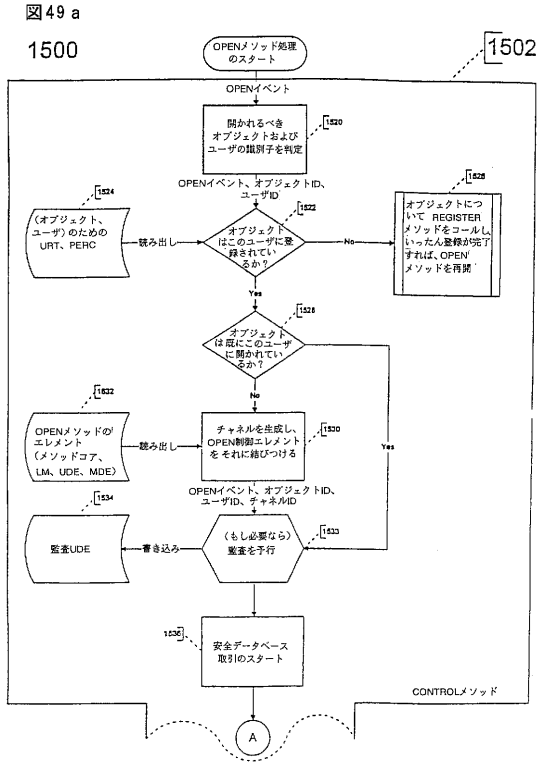 図49 a
1500
OPENメソッド処理
のスタート
1502
OPENイベント
開かれるべき
オブジェクトおよび
ユーザの識別子を判定
1520
OPENイベント、オブジェクトID、
ユーザID
1524
(オブジェクト、
ユーザ)のための
URT、PERC
読み出し
1522
オブジェクト
はこのユーザに登
録されてい
るか?
No
オブジェクトにつ
いて REGISTER
メソッドをコールし、
いったん登録が完了
すれば、OPEN
メソッドを再開
Yes
オブジェクト
は既にこのユーザ
に開かれてい
るか?
No
Yes
1532
OPENメソッドの
エレメント
(メソッドコア、
LM、UDE、MDE)
読み出し
チャネルを生成し、
OPEN制御エレメント
を それに結びつける
1530
OPENイベント、オブジェクトID、
ユーザID、チャネルID
1534
監査UDE
書き込み
(もし必要なら)
監査を予行
1533
1536
安全データベース
取引のスタート
CONTROLメソッド
A